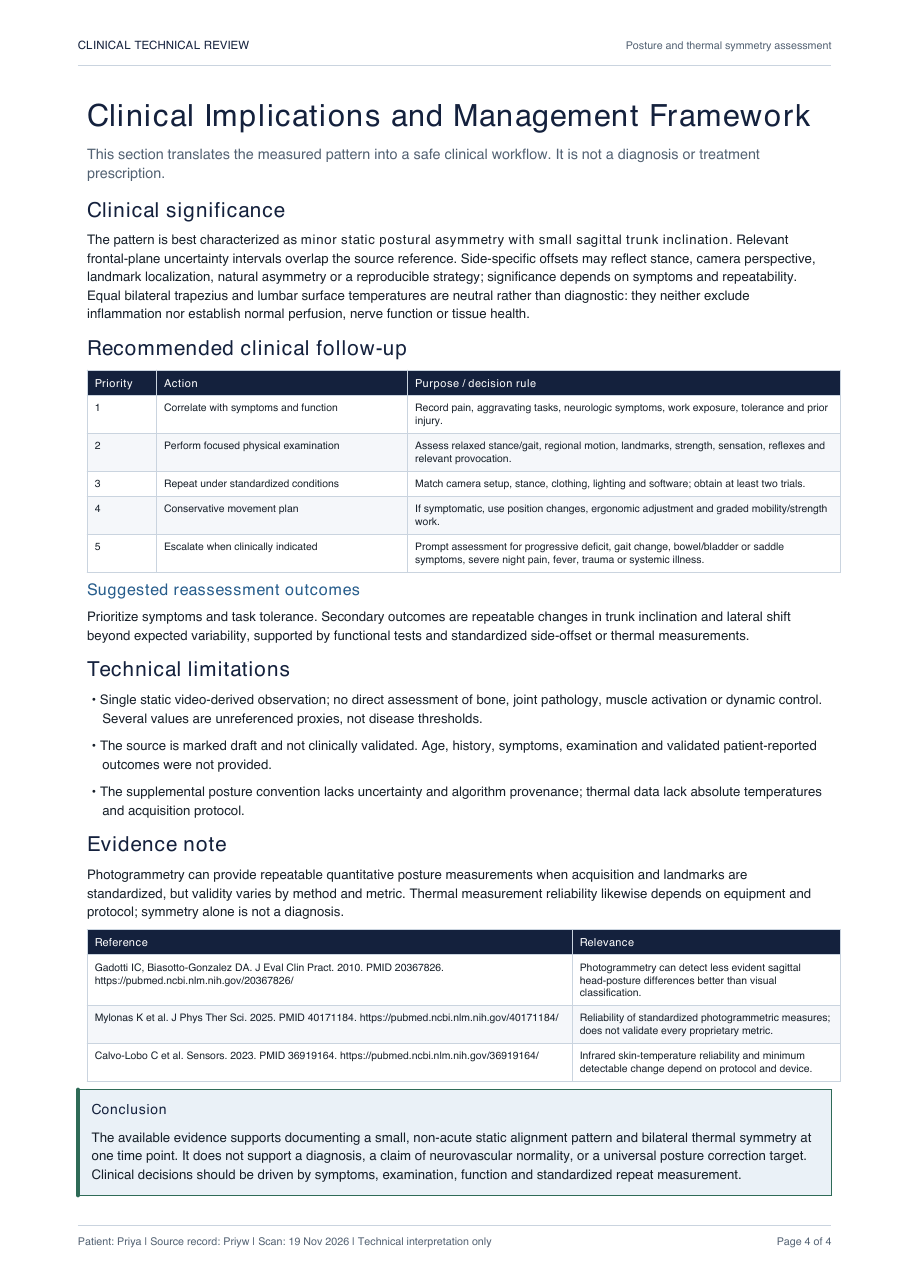 CLINICAL TECHNICAL REVIEW
Posture and thermal symmetry assessment
Clinical Implications and Management Framework
This section translates the measured pattern into a safe clinical workflow. It is not a diagnosis or treatment
prescription.
Clinical significance
The pattern is best characterized as minor static postural asymmetry with small sagittal trunk inclination. Relevant
frontal-plane uncertainty intervals overlap the source reference. Side-specific offsets may reflect stance, camera perspective,
landmark localization, natural asymmetry or a reproducible strategy; significance depends on symptoms and repeatability.
Equal bilateral trapezius and lumbar surface temperatures are neutral rather than diagnostic: they neither exclude
inflammation nor establish normal perfusion, nerve function or tissue health.
Recommended clinical follow-up
Priority Action Purpose / decision rule
1 Correlate with symptoms and function Record pain, aggravating tasks, neurologic symptoms, work exposure, tolerance and prior
injury.
2 Perform focused physical examination Assess relaxed stance/gait, regional motion, landmarks, strength, sensation, reflexes and
relevant provocation.
3 Repeat under standardized conditions Match camera setup, stance, clothing, lighting and software; obtain at least two trials.
4 Conservative movement plan If symptomatic, use position changes, ergonomic adjustment and graded mobility/strength
work.
5 Escalate when clinically indicated Prompt assessment for progressive deficit, gait change, bowel/bladder or saddle
symptoms, severe night pain, fever, trauma or systemic illness.
Suggested reassessment outcomes
Prioritize symptoms and task tolerance. Secondary outcomes are repeatable changes in trunk inclination and lateral shift
beyond expected variability, supported by functional tests and standardized side-offset or thermal measurements.
Technical limitations
• Single static video-derived observation; no direct assessment of bone, joint pathology, muscle activation or dynamic control.
Several values are unreferenced proxies, not disease thresholds.
• The source is marked draft and not clinically validated. Age, history, symptoms, examination and validated patient-reported
outcomes were not provided.
• The supplemental posture convention lacks uncertainty and algorithm provenance; thermal data lack absolute temperatures
and acquisition protocol.
Evidence note
Photogrammetry can provide repeatable quantitative posture measurements when acquisition and landmarks are
standardized, but validity varies by method and metric. Thermal measurement reliability likewise depends on equipment and
protocol; symmetry alone is not a diagnosis.
Reference Relevance
Gadotti IC, Biasotto-Gonzalez DA. J Eval Clin Pract. 2010. PMID 20367826.
https://pubmed.ncbi.nlm.nih.gov/20367826/
Photogrammetry can detect less evident sagittal
head-posture differences better than visual
classification.
Mylonas K et al. J Phys Ther Sci. 2025. PMID 40171184. https://pubmed.ncbi.nlm.nih.gov/40171184/
Reliability of standardized photogrammetric measures;
does not validate every proprietary metric.
Calvo-Lobo C et al. Sensors. 2023. PMID 36919164. https://pubmed.ncbi.nlm.nih.gov/36919164/
Infrared skin-temperature reliability and minimum
detectable change depend on protocol and device.
Conclusion
The available evidence supports documenting a small, non-acute static alignment pattern and bilateral thermal symmetry at
one time point. It does not support a diagnosis, a claim of neurovascular normality, or a universal posture correction target.
Clinical decisions should be driven by symptoms, examination, function and standardized repeat measurement.
Patient: Priya | Source record: Priyw | Scan: 19 Nov 2026 | Technical interpretation only
Page 4 of 4